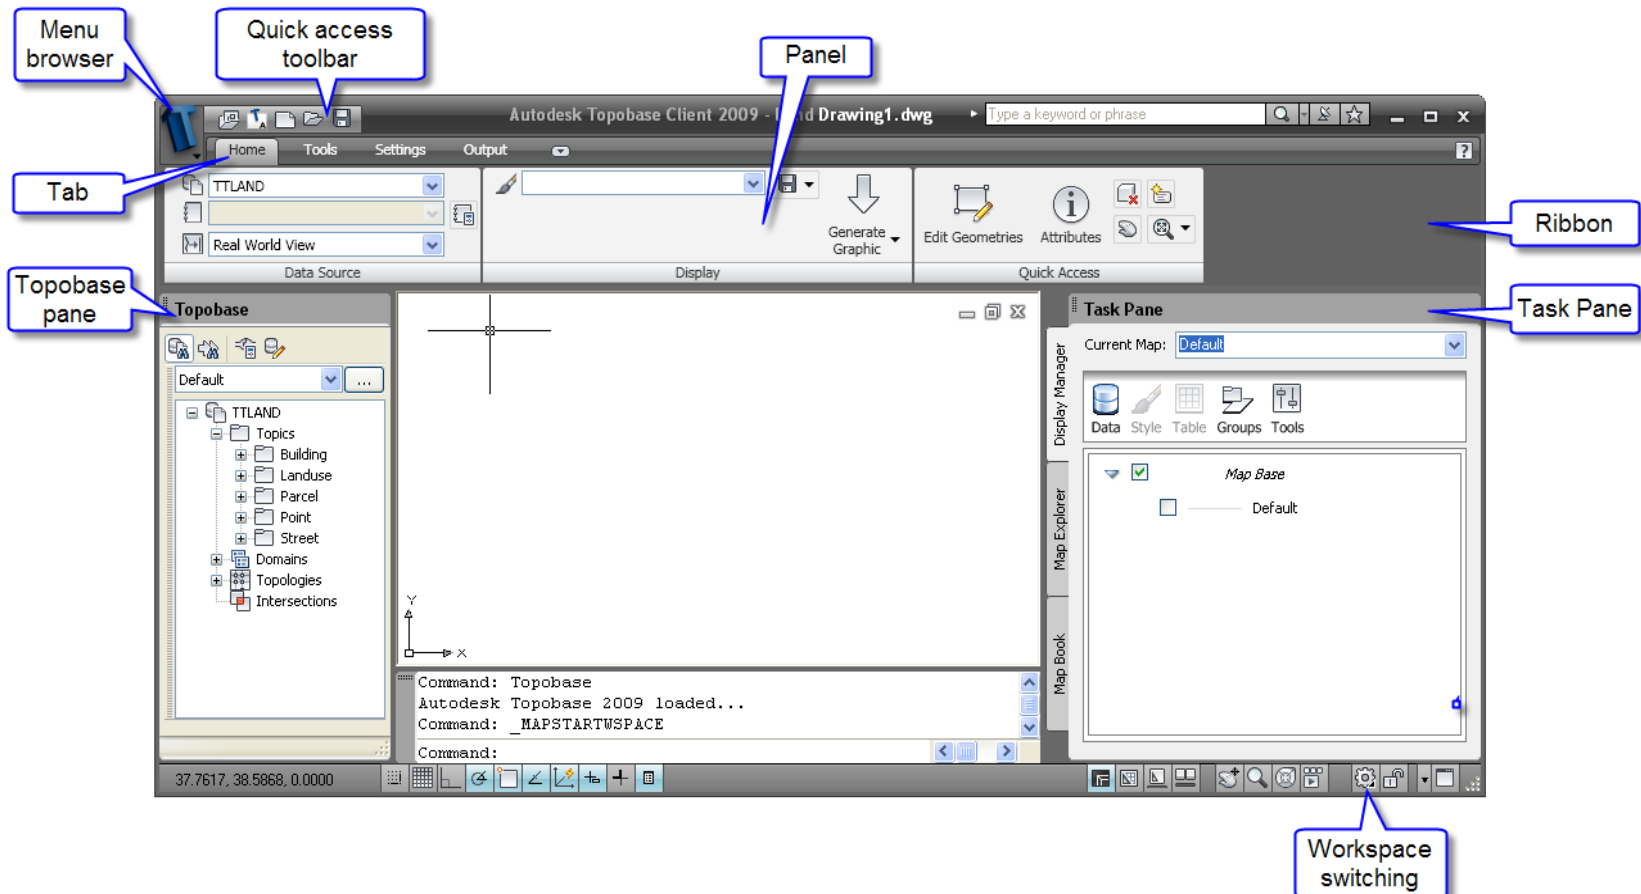 Menu
browser
Quick access
toolbar
Panel
Autodesk Topobase Client 2009 - Drawing1.dwg
Type a keyword or phrase
Home Tools Settings Output
Tab
TTLAND
Real World View
Data Source
Generate
Graphic
Display
Edit Geometries Attributes
Quick Access
Ribbon
Topobase
pane
Topobase
Default
...
TTLAND
Topics
Building
Landuse
Parcel
Point
Street
Domains
Topologies
Intersections
Y
X
Command: Topobase
Autodesk Topobase 2009 loaded...
Command: _MAPSTARTWSPACE
Command:
Task Pane
Task Pane
Current Map: Default
Display Manager
Map Explorer
Map Book
Data Style Table Groups Tools
Map Base
Default
37.7617, 38.5868, 0.0000
Workspace
switching